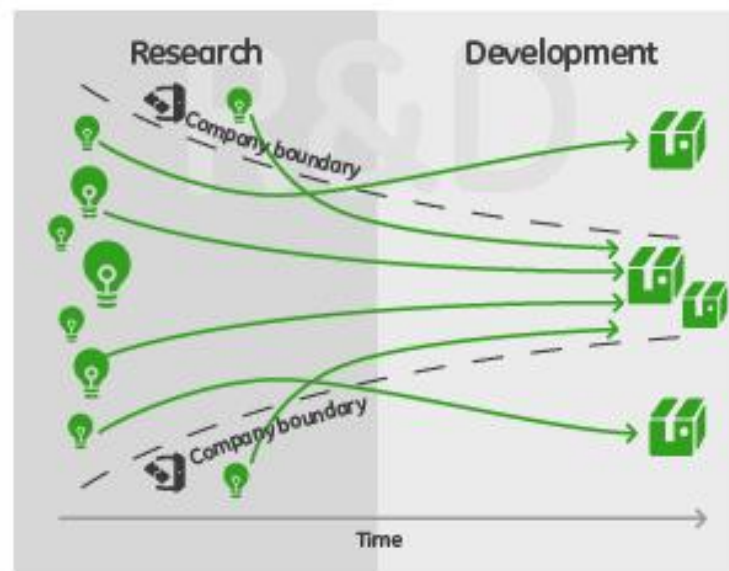 R&D
Research
Development
Company boundary
Company boundary
Time